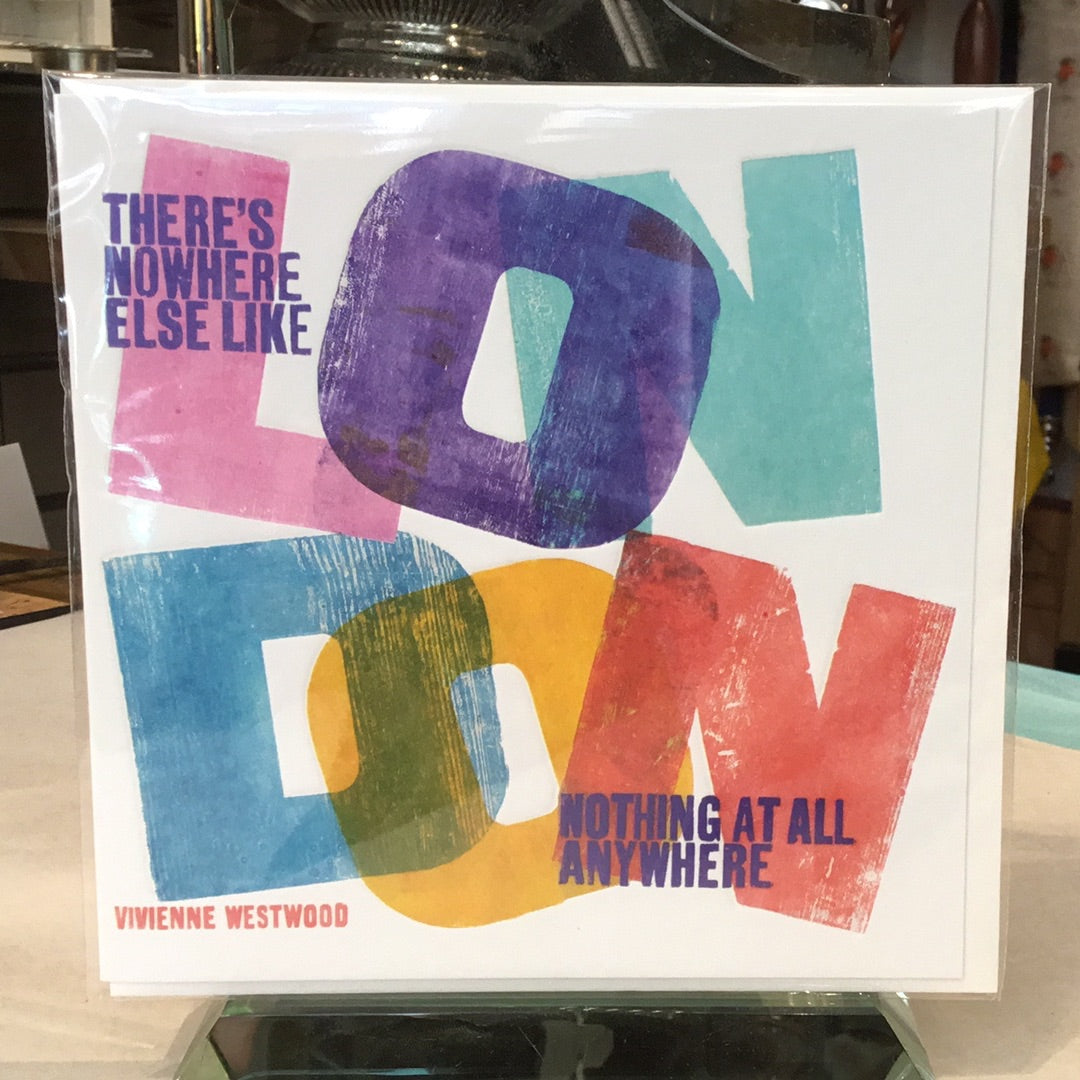 THERE'S
NOWHERE
ELSE LIKE
LON
DON
NOTHING AT ALL
ANYWHERE
VIVIENNE WESTWOOD